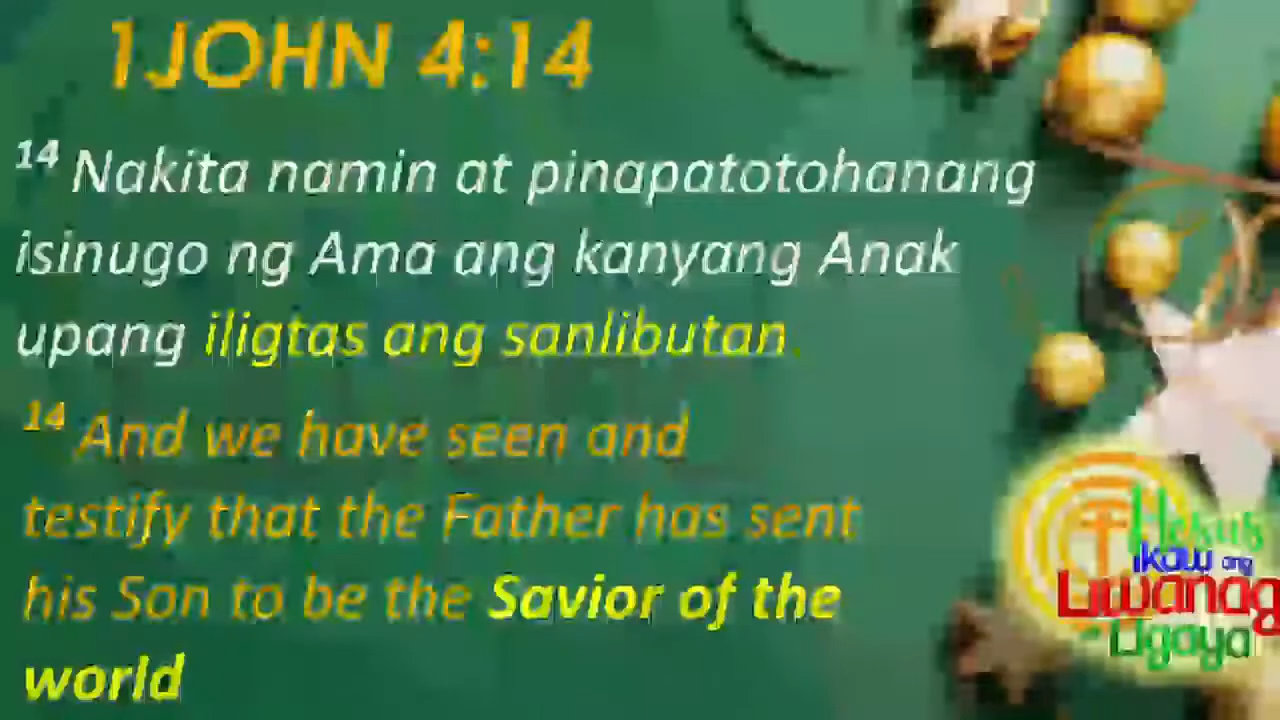 1JOHN 4:14
14 Nakita namin at pinapatotohanang
isinugo ng Ama ang kanyang Anak
upang iligtas ang sanlibutan.
14 And we have seen and
testify that the Father has sent
his Son to be the Savior of the
world
ikaw ang
Liwanag
Ligaya